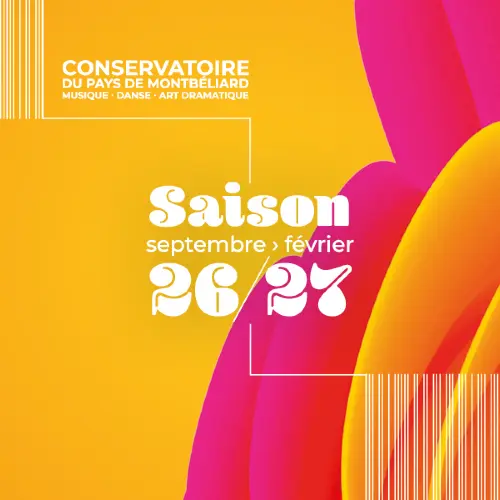 CONSERVATOIRE
DU PAYS DE MONTBÉLIARD
MUSIQUE · DANSE · ART DRAMATIQUE
Saison
septembre › février
26/27